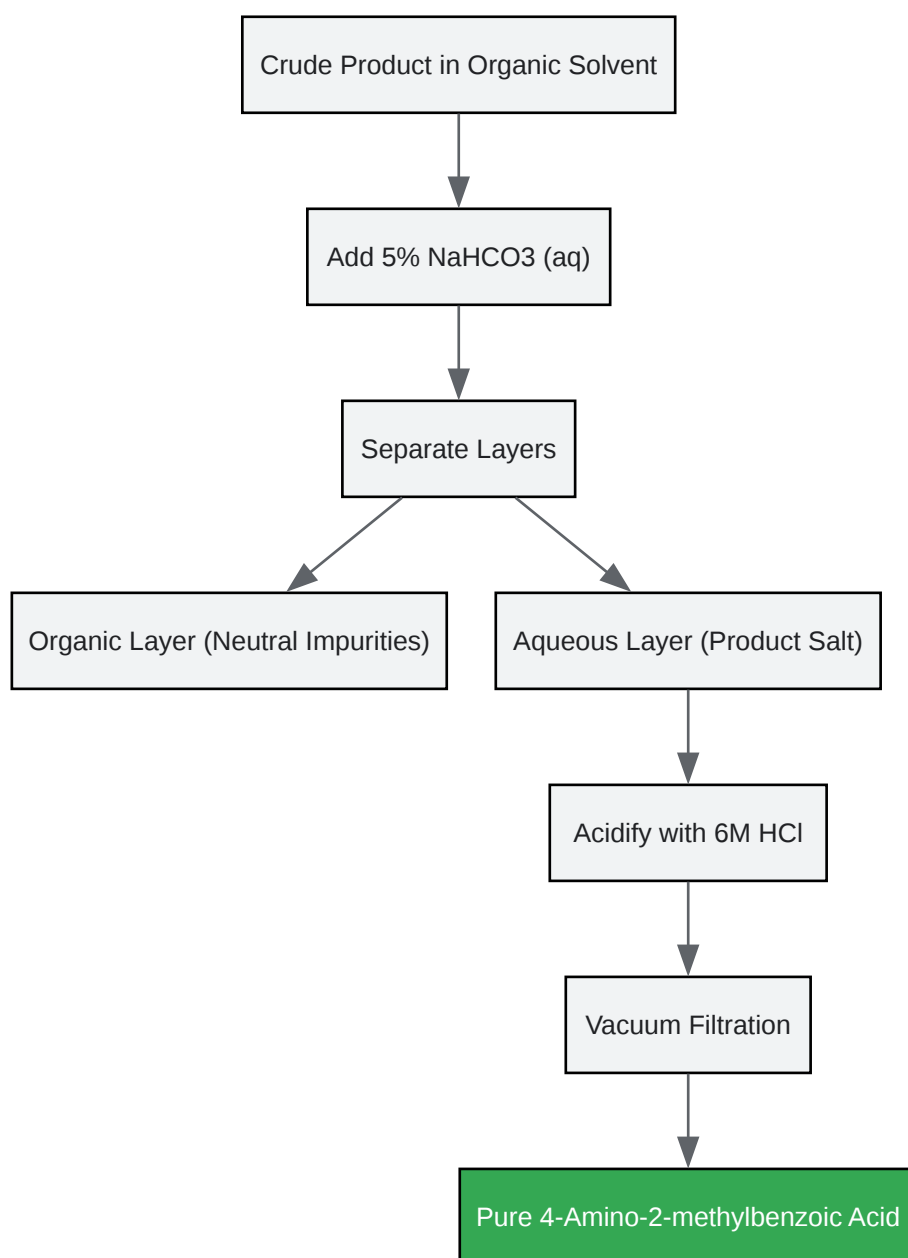 Crude Product in Organic Solvent
Add 5% NaHCO3 (aq)
Separate Layers
Organic Layer (Neutral Impurities)
Aqueous Layer (Product Salt)
Acidify with 6M HCl
Vacuum Filtration
Pure 4-Amino-2-methylbenzoic Acid